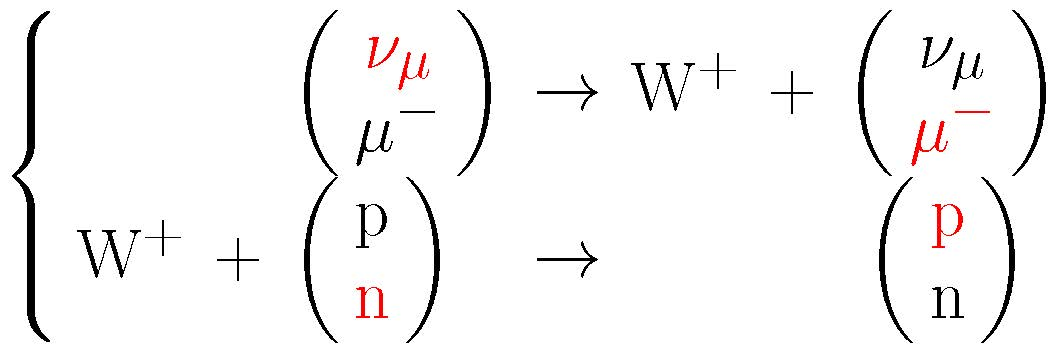 ν_μ → W⁺ + ν_μ
μ⁻ μ⁻
W⁺ + p → p
n n